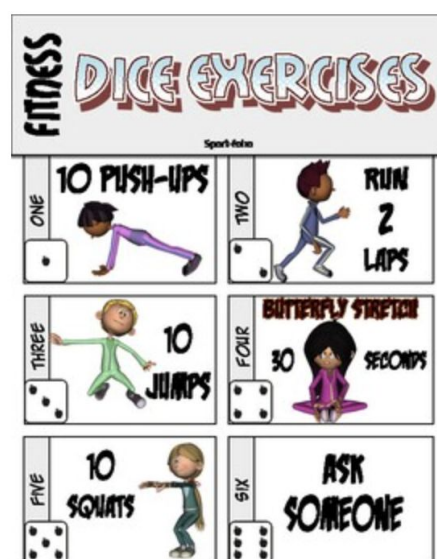 FITNESS
DICE EXERCISES
Sport-folio
ONE
10 PUSH-UPS
TWO
RUN
2
LAPS
THREE
10
JUMPS
FOUR
BUTTERFLY STRETCH
30 SECONDS
FIVE
10
SQUATS
SIX
ASK
SOMEONE